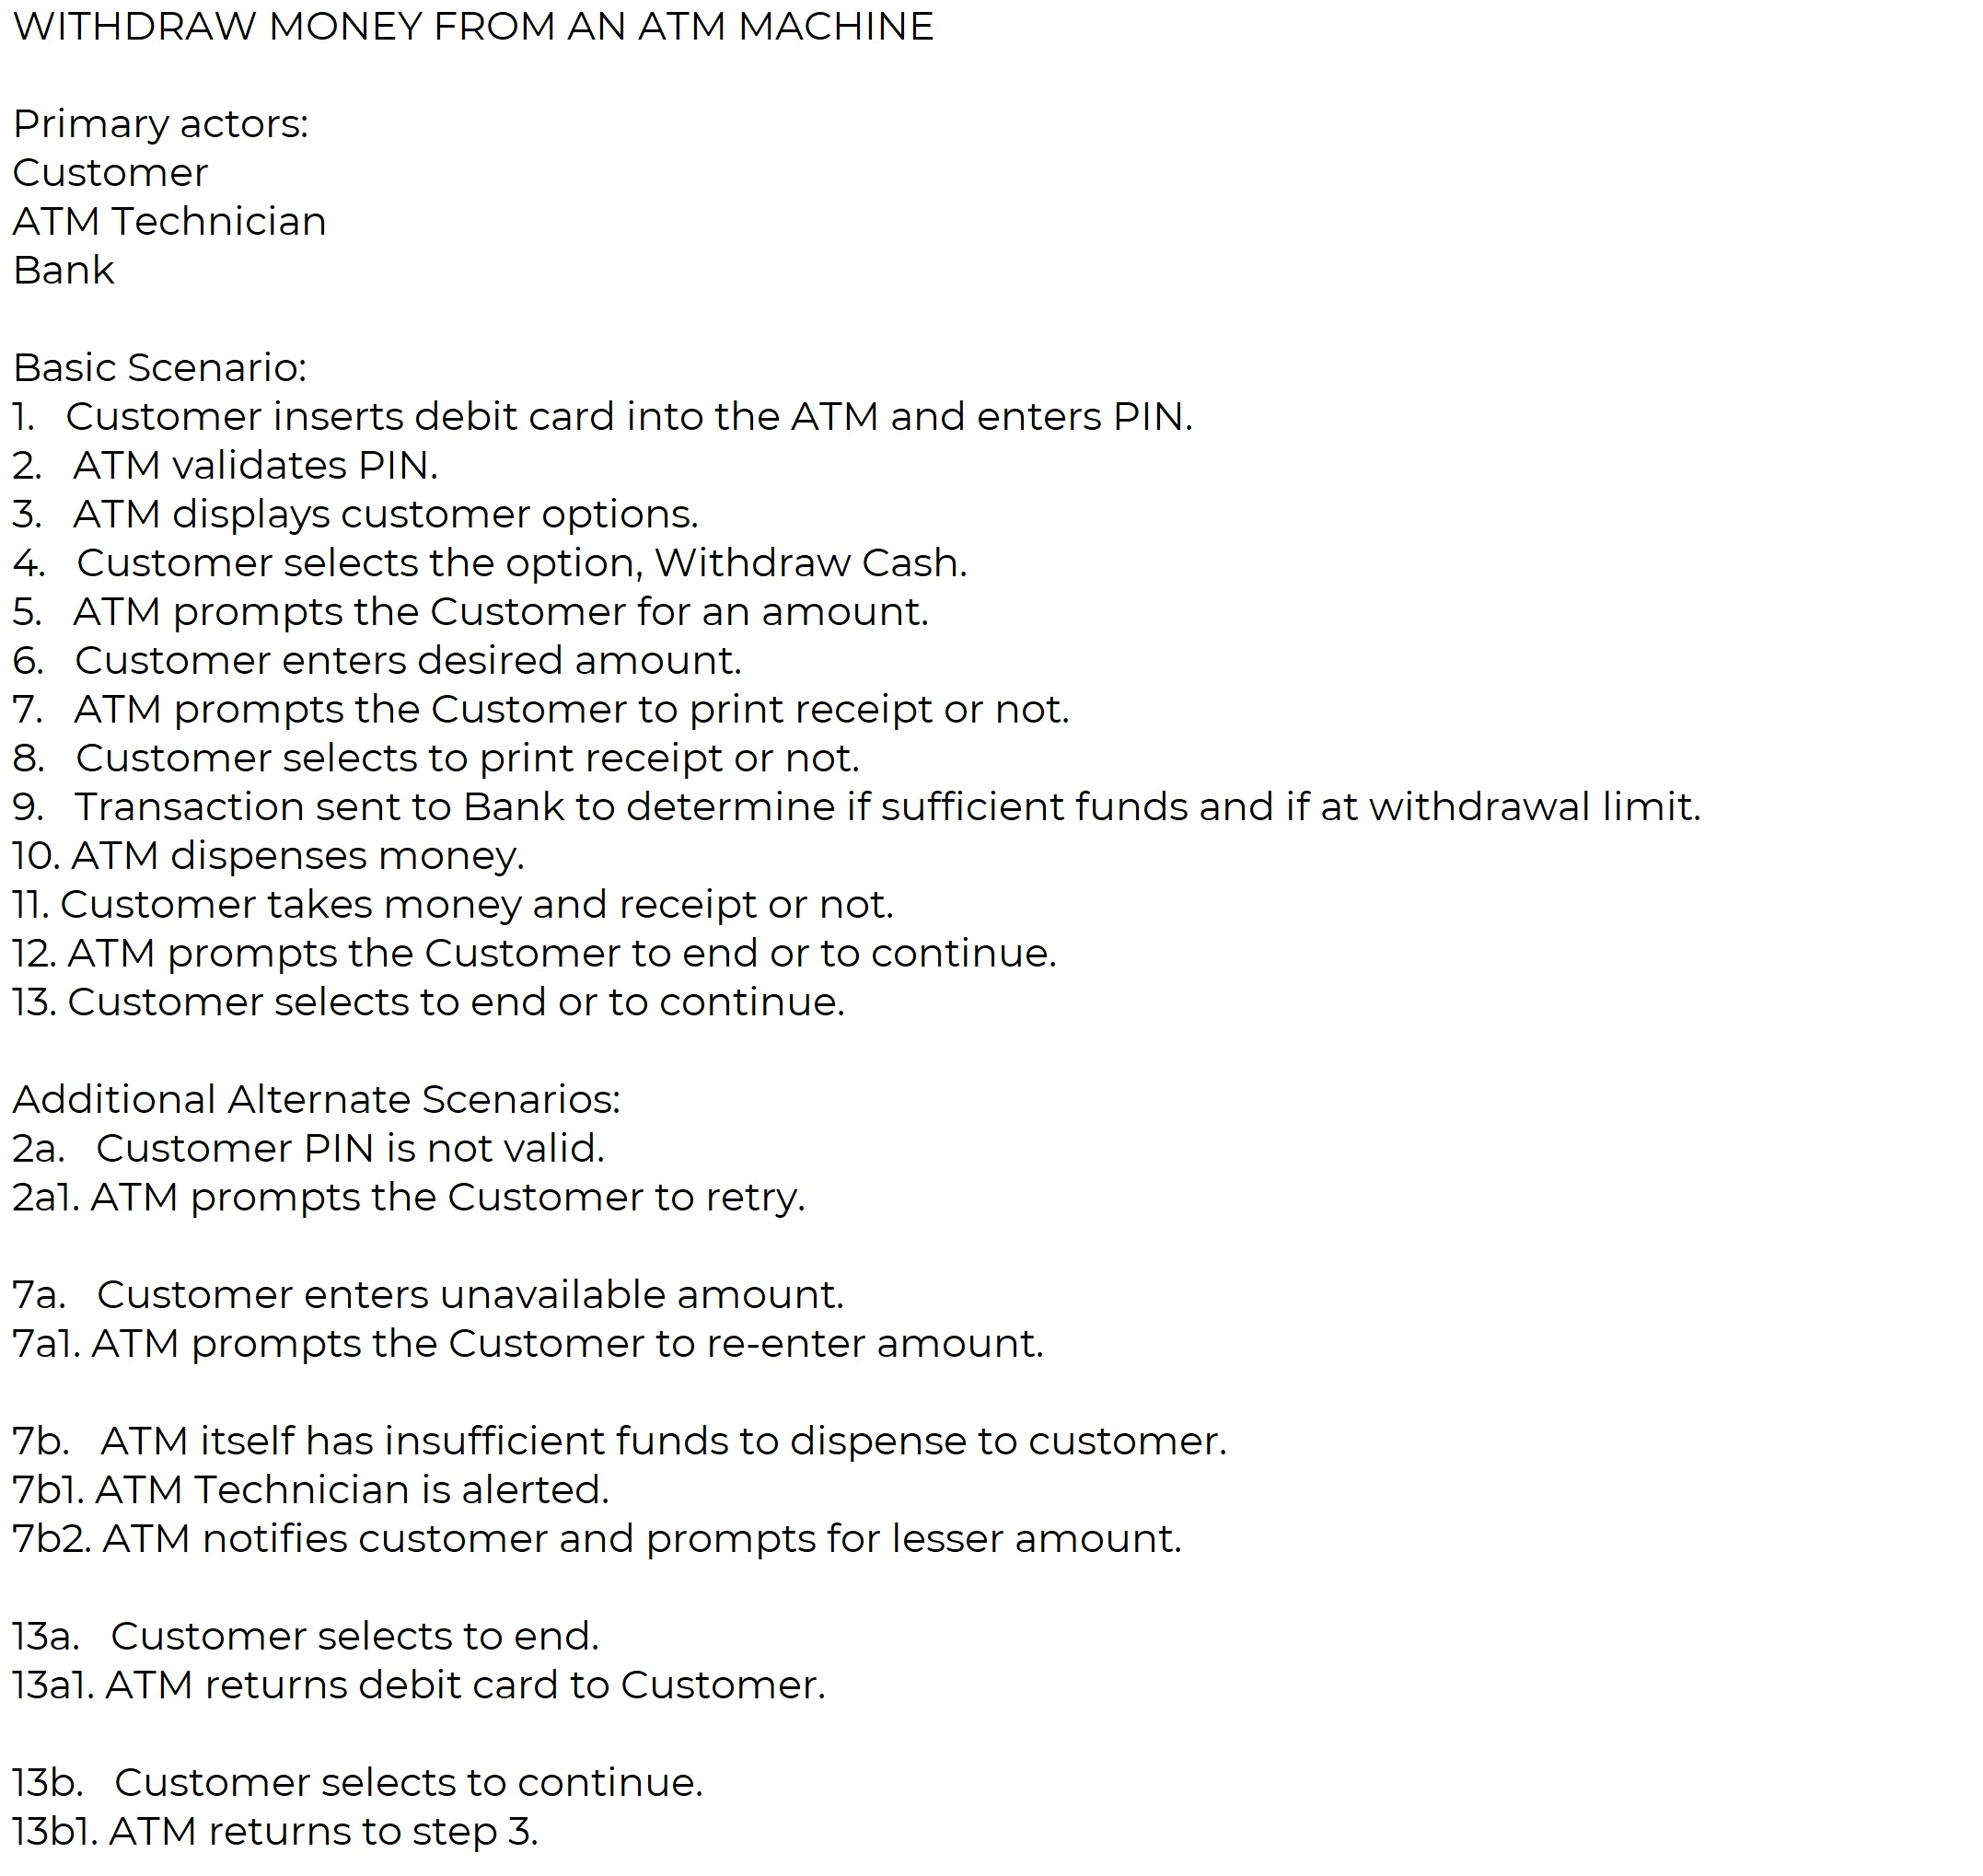 WITHDRAW MONEY FROM AN ATM MACHINE
Primary actors:
Customer
ATM Technician
Bank
Basic Scenario:
1. Customer inserts debit card into the ATM and enters PIN.
2. ATM validates PIN.
3. ATM displays customer options.
4. Customer selects the option, Withdraw Cash.
5. ATM prompts the Customer for an amount.
6. Customer enters desired amount.
7. ATM prompts the Customer to print receipt or not.
8. Customer selects to print receipt or not.
9. Transaction sent to Bank to determine if sufficient funds and if at withdrawal limit.
10. ATM dispenses money.
11. Customer takes money and receipt or not.
12. ATM prompts the Customer to end or to continue.
13. Customer selects to end or to continue.
Additional Alternate Scenarios:
2a. Customer PIN is not valid.
2a1. ATM prompts the Customer to retry.
7a. Customer enters unavailable amount.
7a1. ATM prompts the Customer to re-enter amount.
7b. ATM itself has insufficient funds to dispense to customer.
7b1. ATM Technician is alerted.
7b2. ATM notifies customer and prompts for lesser amount.
13a. Customer selects to end.
13a1. ATM returns debit card to Customer.
13b. Customer selects to continue.
13b1. ATM returns to step 3.